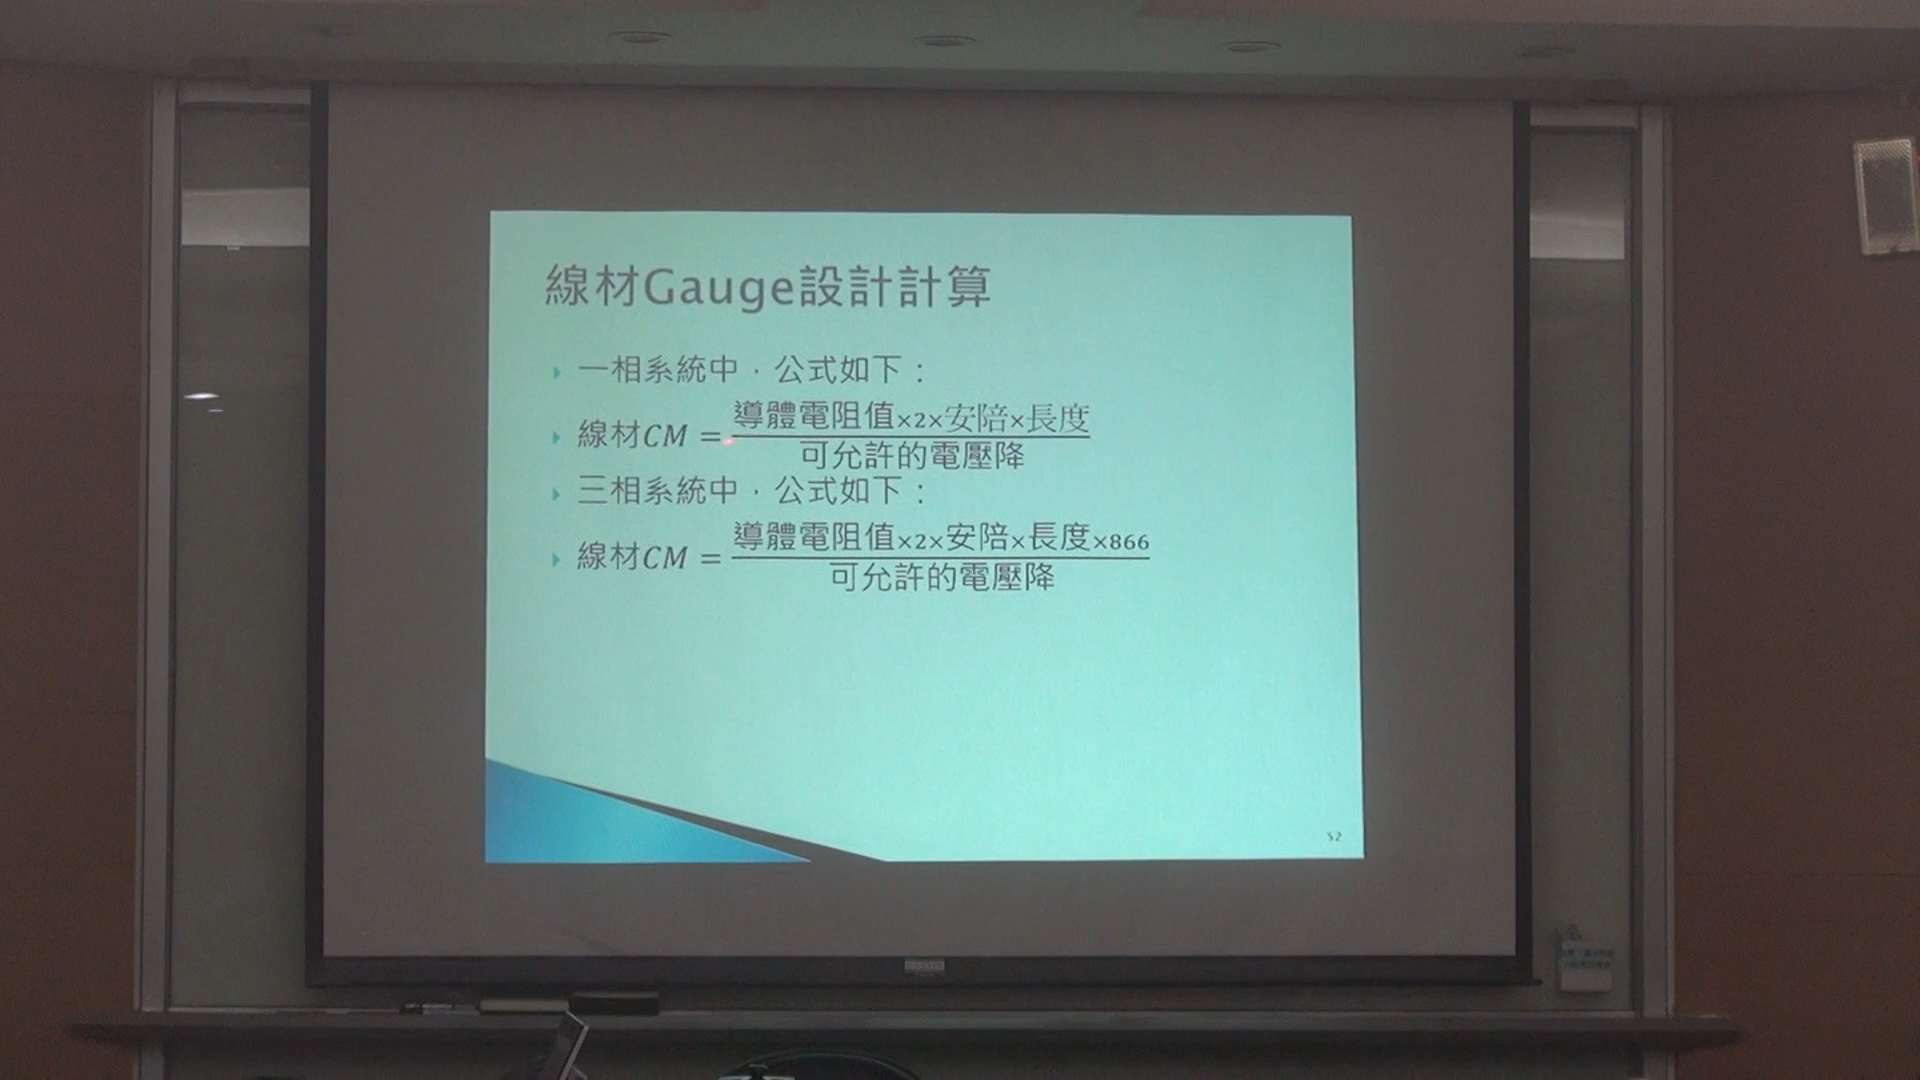 線材Gauge設計計算
一相系統中，公式如下：
線材CM = 導體電阻值×2×安陪×長度
可允許的電壓降
三相系統中，公式如下：
線材CM = 導體電阻值×2×安陪×長度×866
可允許的電壓降
52